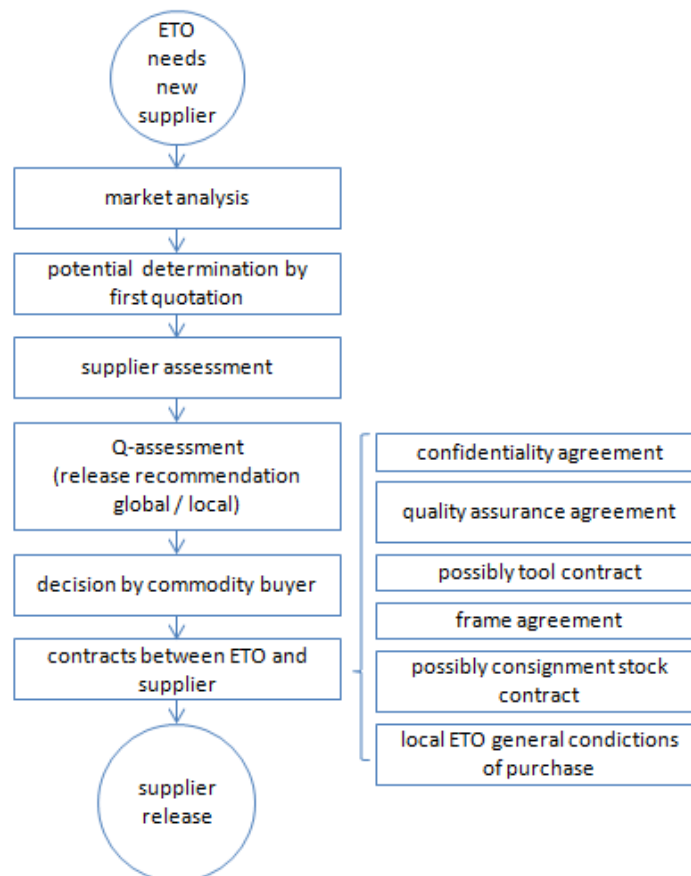 ETO
needs
new
supplier
market analysis
potential determination by
first quotation
supplier assessment
Q-assessment
(release recommendation
global / local)
decision by commodity buyer
contracts between ETO and
supplier
supplier
release
confidentiality agreement
quality assurance agreement
possibly tool contract
frame agreement
possibly consignment stock
contract
local ETO general condictions
of purchase